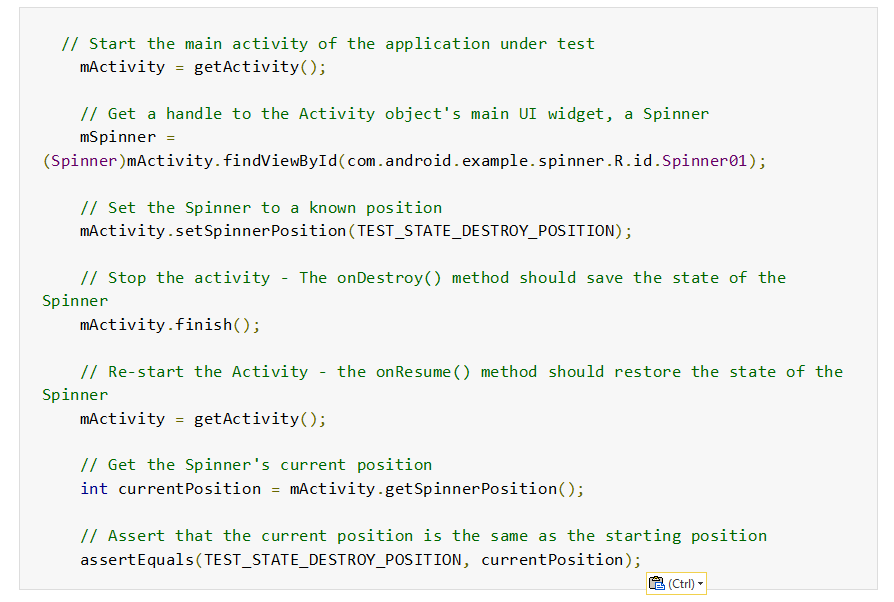 // Start the main activity of the application under test
mActivity = getActivity();
// Get a handle to the Activity object's main UI widget, a Spinner
mSpinner =
(Spinner)mActivity.findViewById(com.android.example.spinner.R.id.Spinner01);
// Set the Spinner to a known position
mActivity.setSpinnerPosition(TEST_STATE_DESTROY_POSITION);
// Stop the activity - The onDestroy() method should save the state of the
Spinner
mActivity.finish();
// Re-start the Activity - the onResume() method should restore the state of the
Spinner
mActivity = getActivity();
// Get the Spinner's current position
int currentPosition = mActivity.getSpinnerPosition();
// Assert that the current position is the same as the starting position
assertEquals(TEST_STATE_DESTROY_POSITION, currentPosition);
(Ctrl)